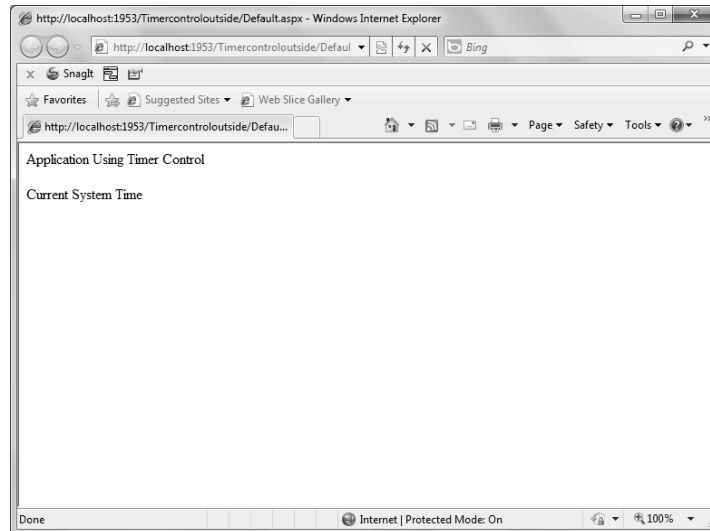 http://localhost:1953/Timercontroloutside/Default.aspx - Windows Internet Explorer
http://localhost:1953/Timercontroloutside/Defaul
Bing
x SnagIt
Favorites Suggested Sites Web Slice Gallery
http://localhost:1953/Timercontroloutside/Defau... Page Safety Tools »
Application Using Timer Control
Current System Time
Done Internet | Protected Mode: On 100%